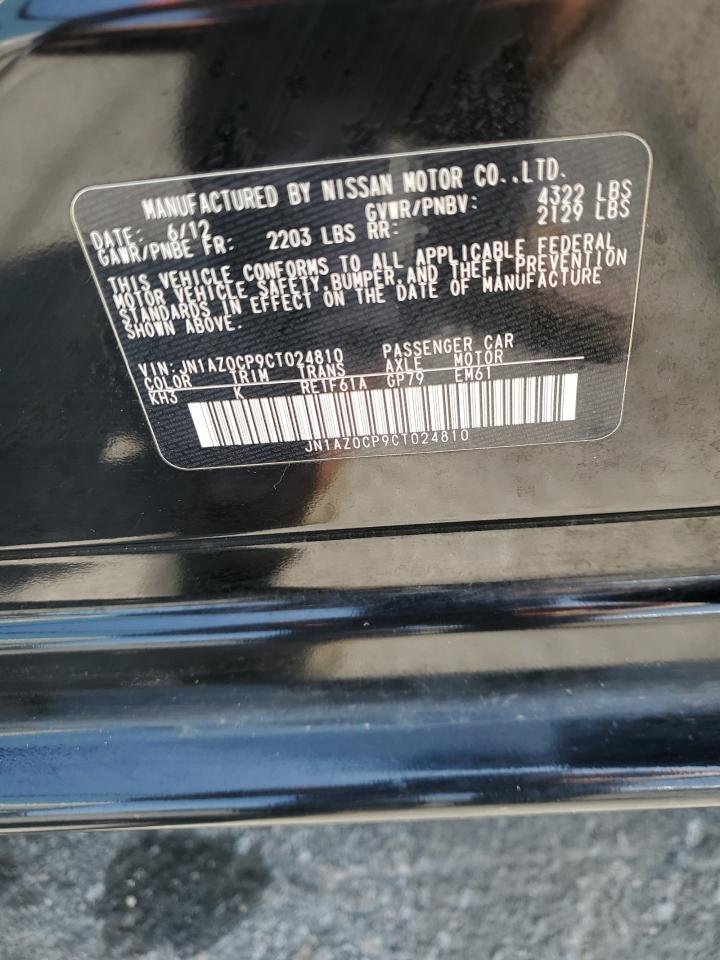 MANUFACTURED BY NISSAN MOTOR CO.,LTD.
DATE: 6/12 GVWR/PNBV: 4322 LBS
GAWR/PNBE FR: 2203 LBS RR: 2129 LBS
THIS VEHICLE CONFORMS TO ALL APPLICABLE FEDERAL
MOTOR VEHICLE SAFETY,BUMPER,AND THEFT PREVENTION
STANDARDS IN EFFECT ON THE DATE OF MANUFACTURE
SHOWN ABOVE.
VIN: JN1AZ0CP9CT024810 PASSENGER CAR
COLOR TRIM TRANS AXLE MOTOR
KH3 K RE1F61A GP79 EM61
JN1AZ0CP9CT024810